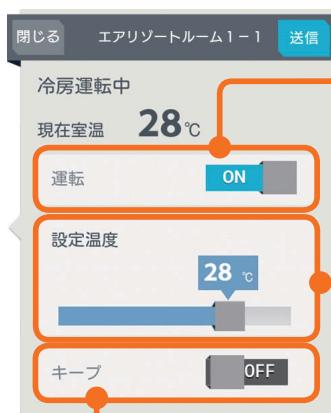 閉じる エアリゾートルーム1－1 送信
冷房運転中
現在室温 28℃
運転 ON
設定温度
28 ℃
キープ OFF